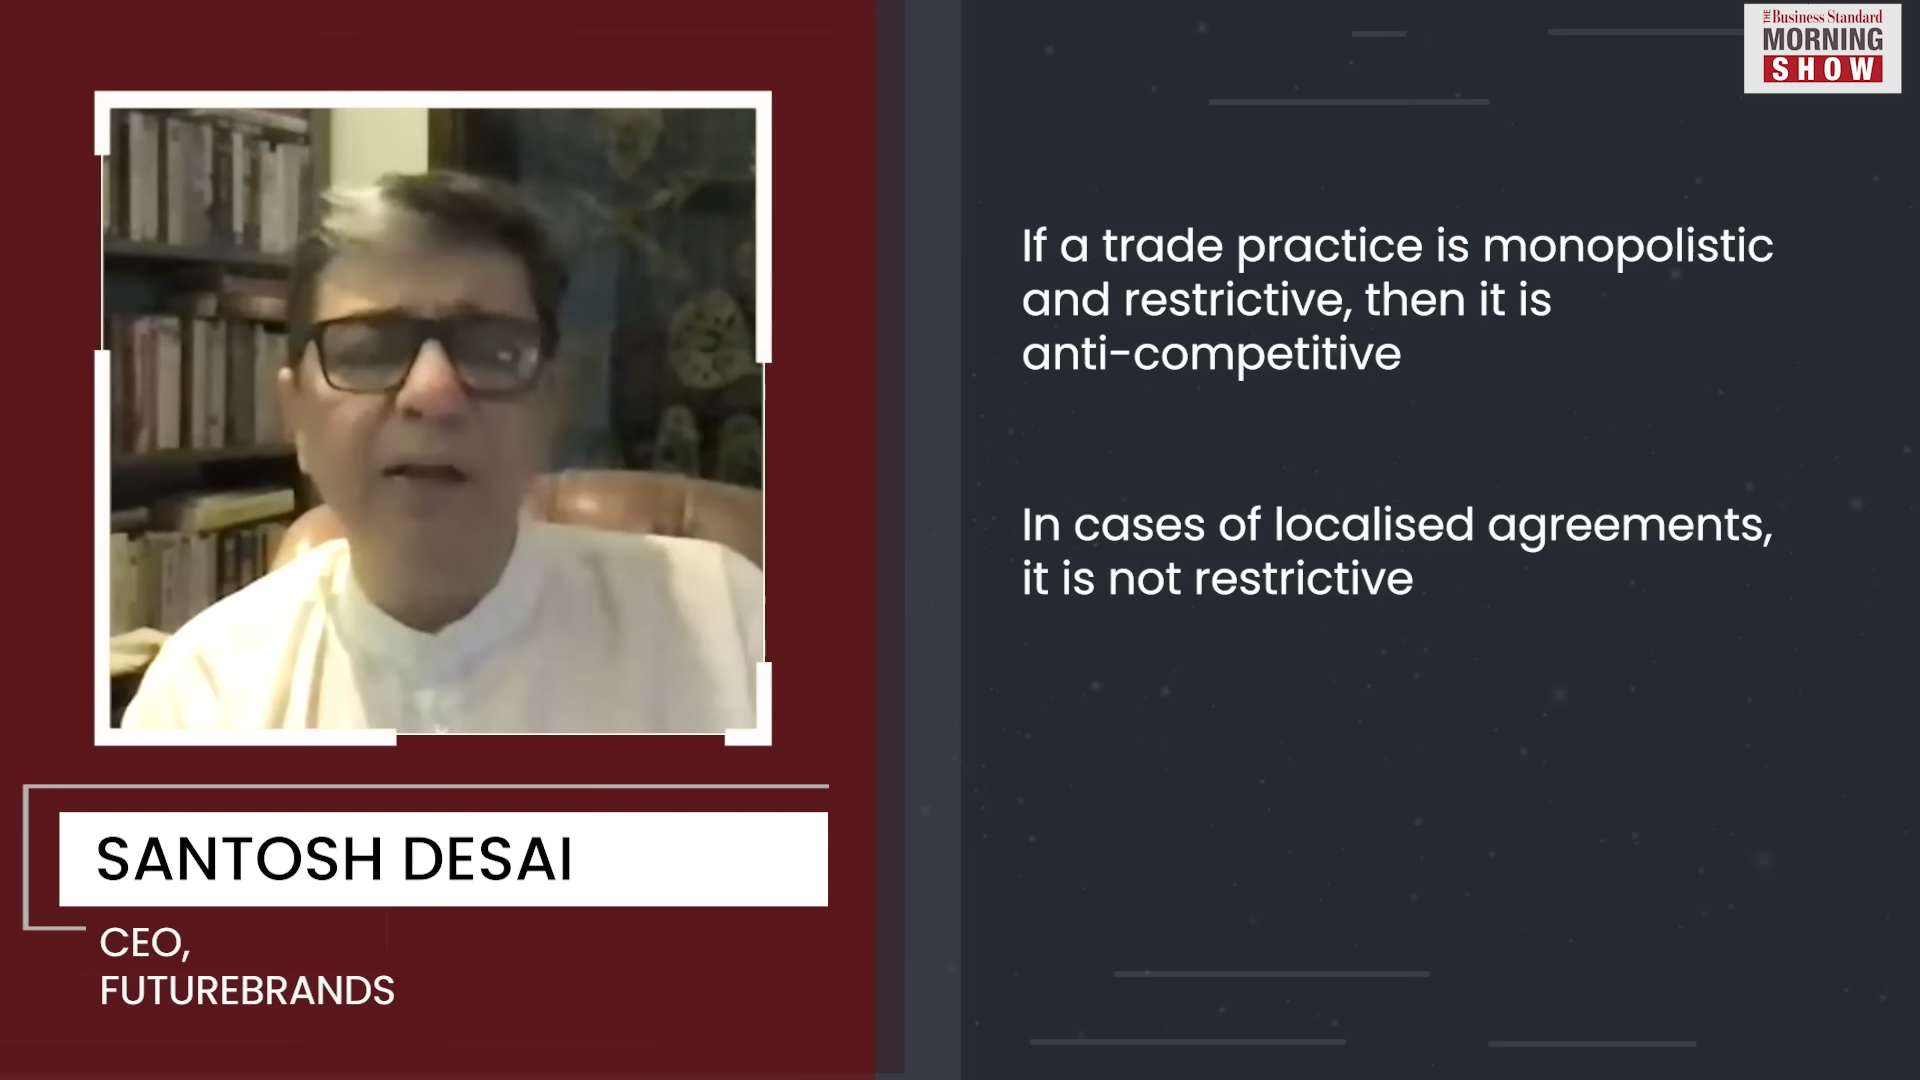 THE Business Standard
MORNING
SHOW
If a trade practice is monopolistic
and restrictive, then it is
anti-competitive
In cases of localised agreements,
it is not restrictive
SANTOSH DESAI
CEO,
FUTUREBRANDS